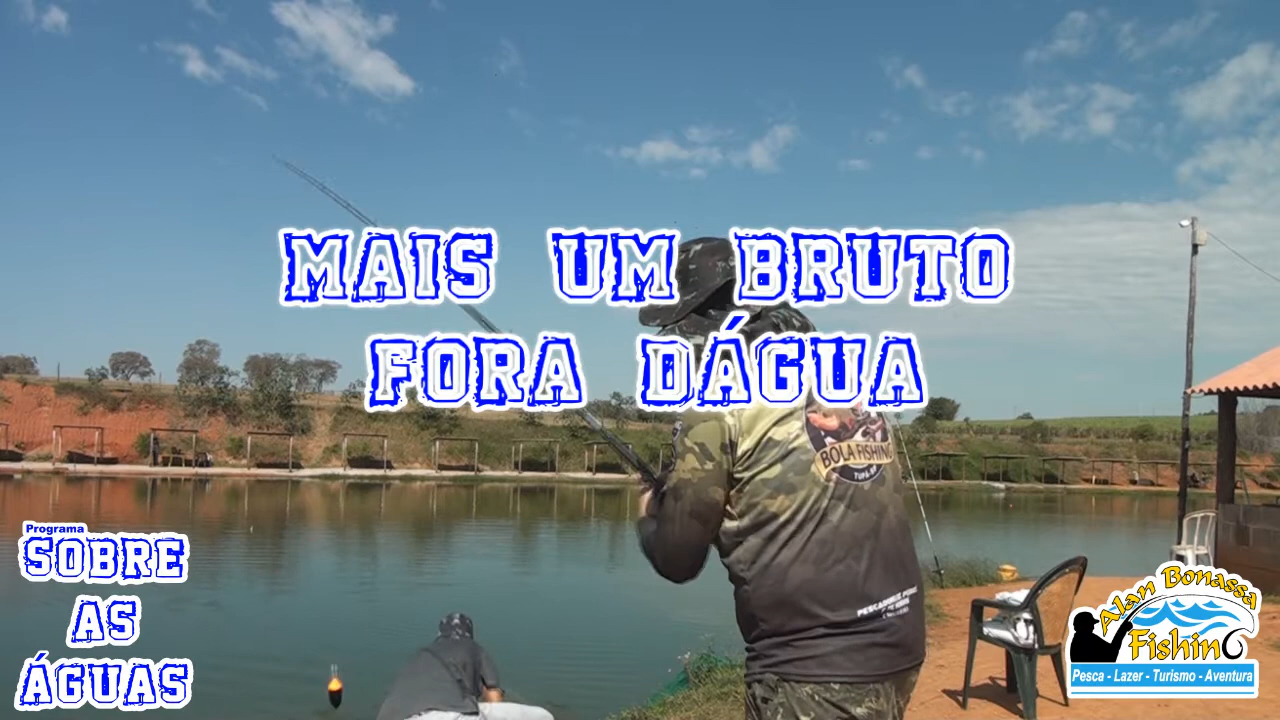 MAIS UM BRUTO
FORA DÁGUA
BOLA FISHING
Programa
SOBRE
AS
ÁGUAS
Alan Bonassa
Fishing
Pesca - Lazer - Turismo - Aventura